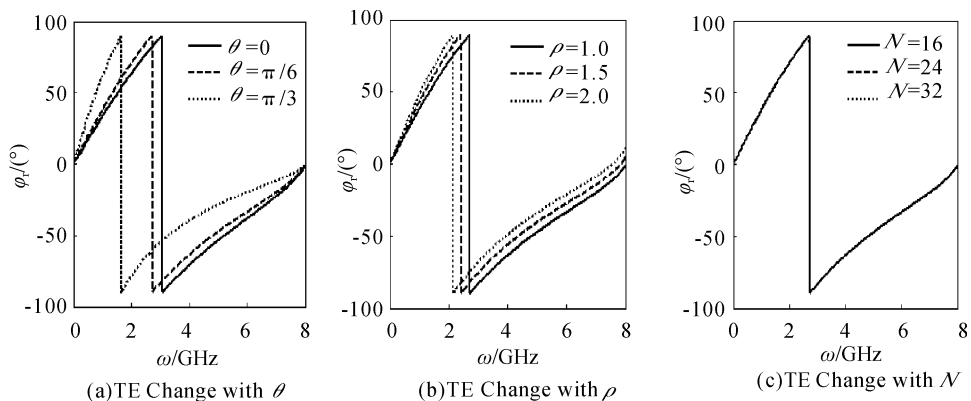 100
50
0
-50
-100
φr/(°)
θ=0
θ=π/6
θ=π/3
0 2 4 6 8
ω/GHz
(a)TE Change with θ
100
50
0
-50
-100
φr/(°)
ρ=1.0
ρ=1.5
ρ=2.0
0 2 4 6 8
ω/GHz
(b)TE Change with ρ
100
50
0
-50
-100
φr/(°)
N=16
N=24
N=32
0 2 4 6 8
ω/GHz
(c)TE Change with N